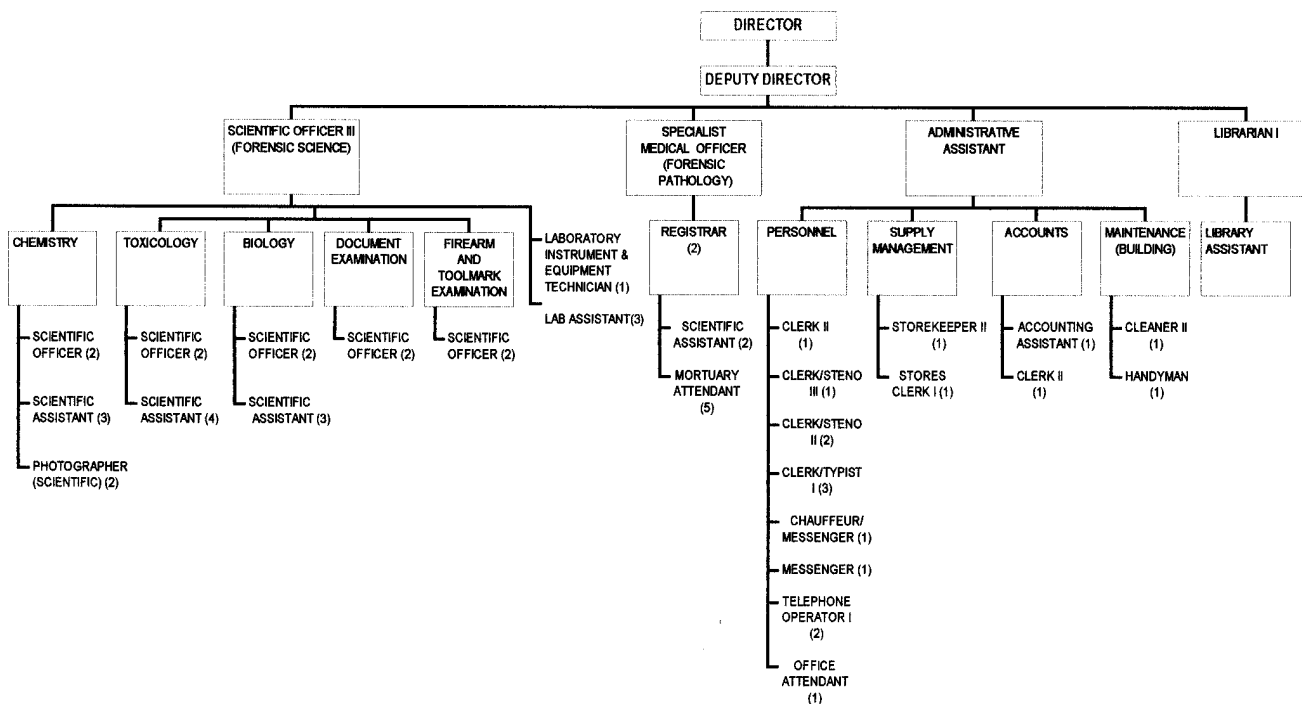 DIRECTOR
DEPUTY DIRECTOR
SCIENTIFIC OFFICER III
(FORENSIC SCIENCE)
SPECIALIST
MEDICAL OFFICER
(FORENSIC
PATHOLOGY)
ADMINISTRATIVE
ASSISTANT
LIBRARIAN I
CHEMISTRY
TOXICOLOGY
BIOLOGY
DOCUMENT
EXAMINATION
FIREARM
AND
TOOLMARK
EXAMINATION
LABORATORY
INSTRUMENT &
EQUIPMENT
TECHNICIAN (1)
LAB ASSISTANT(3)
REGISTRAR
(2)
PERSONNEL
SUPPLY
MANAGEMENT
ACCOUNTS
MAINTENANCE
(BUILDING)
LIBRARY
ASSISTANT
SCIENTIFIC
OFFICER (2)
SCIENTIFIC
ASSISTANT (3)
PHOTOGRAPHER
(SCIENTIFIC) (2)
SCIENTIFIC
OFFICER (2)
SCIENTIFIC
ASSISTANT (4)
SCIENTIFIC
OFFICER (2)
SCIENTIFIC
ASSISTANT (3)
SCIENTIFIC
OFFICER (2)
SCIENTIFIC
OFFICER (2)
SCIENTIFIC
ASSISTANT (2)
MORTUARY
ATTENDANT
(5)
CLERK II
(1)
CLERK/STENO
III (1)
CLERK/STENO
II (2)
CLERK/TYPIST
I (3)
CHAUFFEUR/
MESSENGER (1)
MESSENGER (1)
TELEPHONE
OPERATOR I
(2)
OFFICE
ATTENDANT
(1)
STOREKEEPER II
(1)
STORES
CLERK I (1)
ACCOUNTING
ASSISTANT (1)
CLERK II
(1)
CLEANER II
(1)
HANDYMAN
(1)